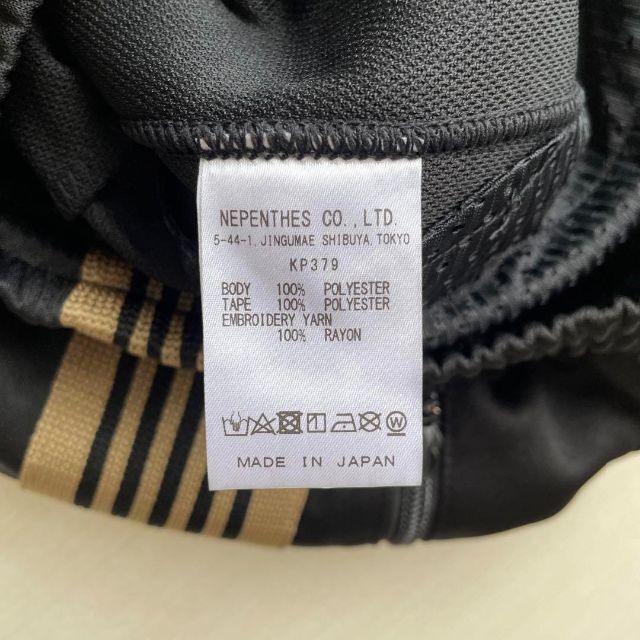 NEPENTHES CO.,LTD.
5-44-1, JINGUMAE SHIBUYA, TOKYO
KP379
BODY 100% POLYESTER
TAPE 100% POLYESTER
EMBROIDERY YARN
100% RAYON
W
MADE IN JAPAN